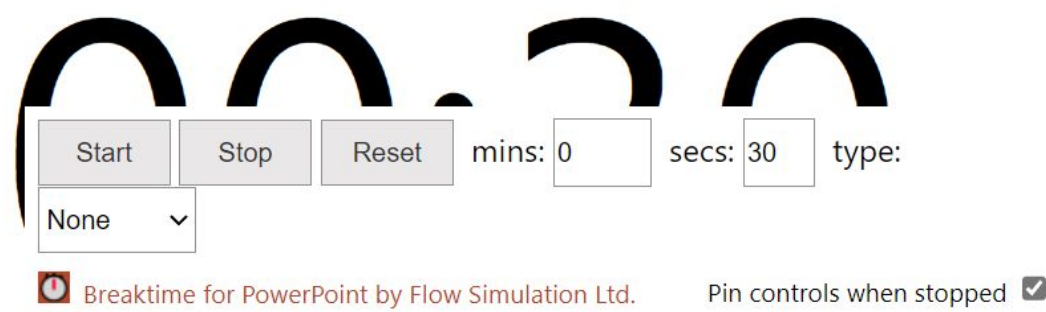 00:30
Start Stop Reset mins: 0 secs: 30 type:
None
Breaktime for PowerPoint by Flow Simulation Ltd. Pin controls when stopped